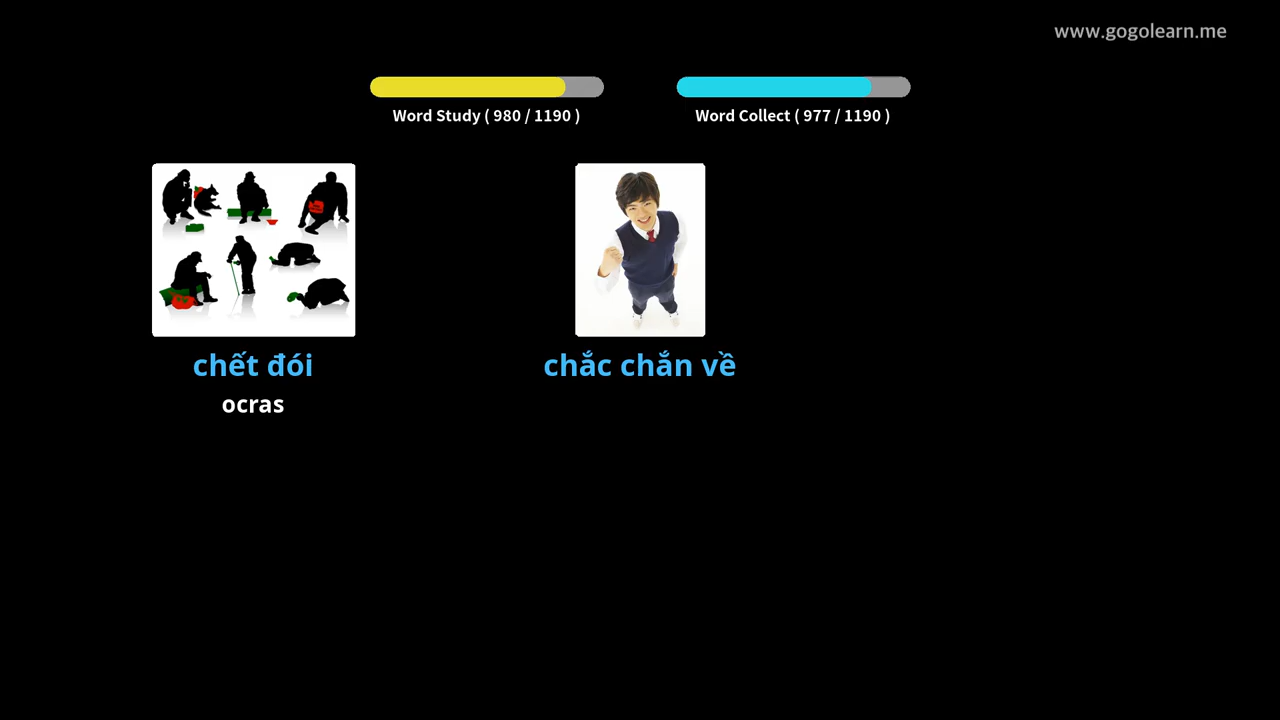 www.gogolearn.me
Word Study ( 980 / 1190 )
Word Collect ( 977 / 1190 )
chết đói
ocras
chắc chắn về